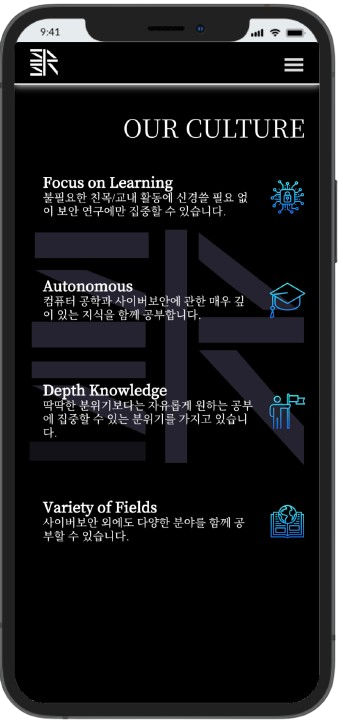 9:41
OUR CULTURE
Focus on Learning
불필요한 친목/교내 활동에 신경쓸 필요 없
이 보안 연구에만 집중할 수 있습니다.
Autonomous
컴퓨터 공학과 사이버보안에 관한 매우 깊
이 있는 지식을 함께 공부합니다.
Depth Knowledge
딱딱한 분위기보다는 자유롭게 원하는 공부
에 집중할 수 있는 분위기를 가지고 있습니
다.
Variety of Fields
사이버보안 외에도 다양한 분야를 함께 공
부할 수 있습니다.